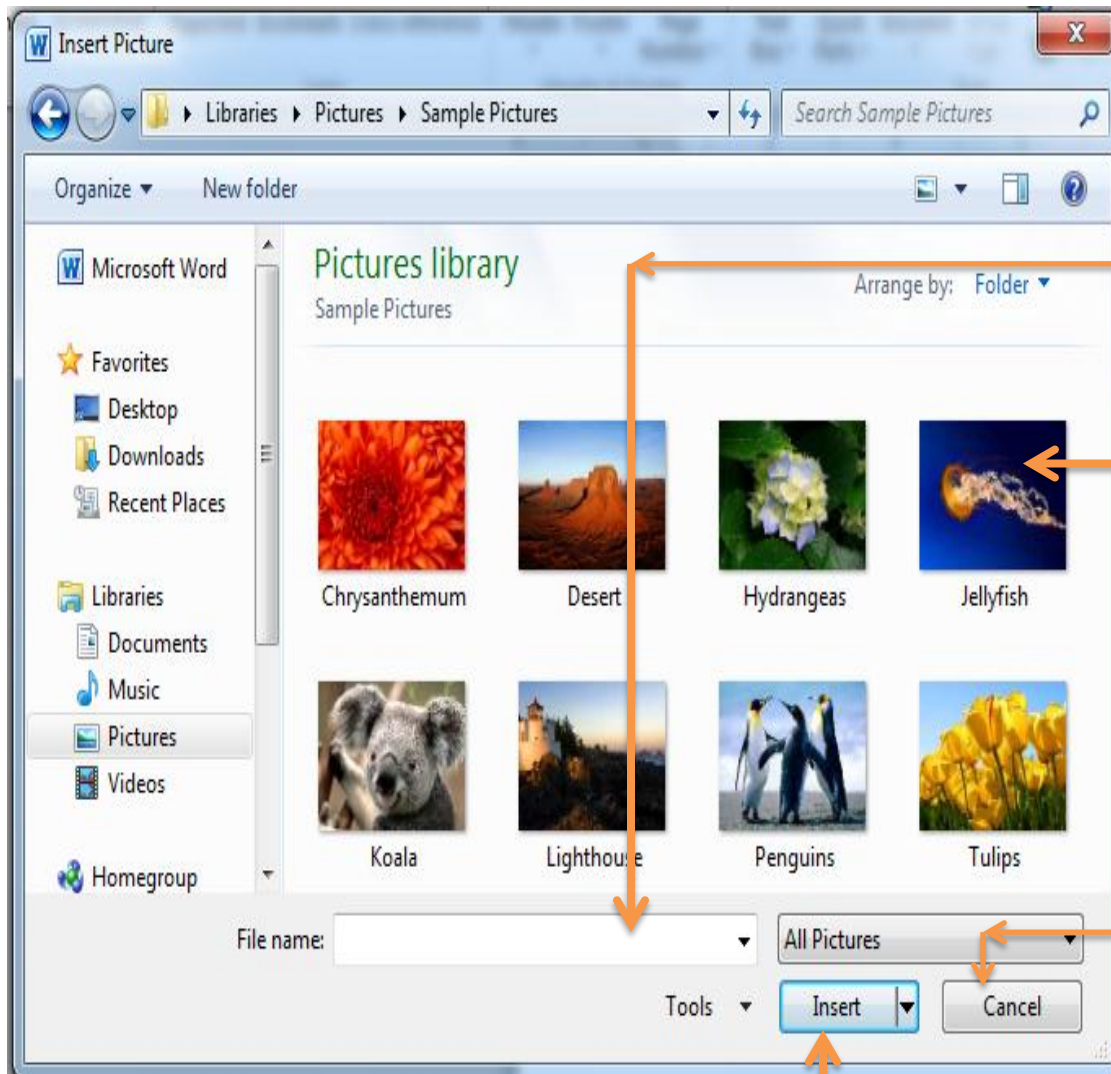 W Insert Picture
X
Libraries Pictures Sample Pictures Search Sample Pictures
Organize New folder ?
W Microsoft Word
Favorites
Desktop
Downloads
Recent Places
Libraries
Documents
Music
Pictures
Videos
Homegroup
Pictures library
Sample Pictures
Arrange by: Folder
Chrysanthemum Desert Hydrangeas Jellyfish
Koala Lighthouse Penguins Tulips
File name: All Pictures
Tools Insert Cancel